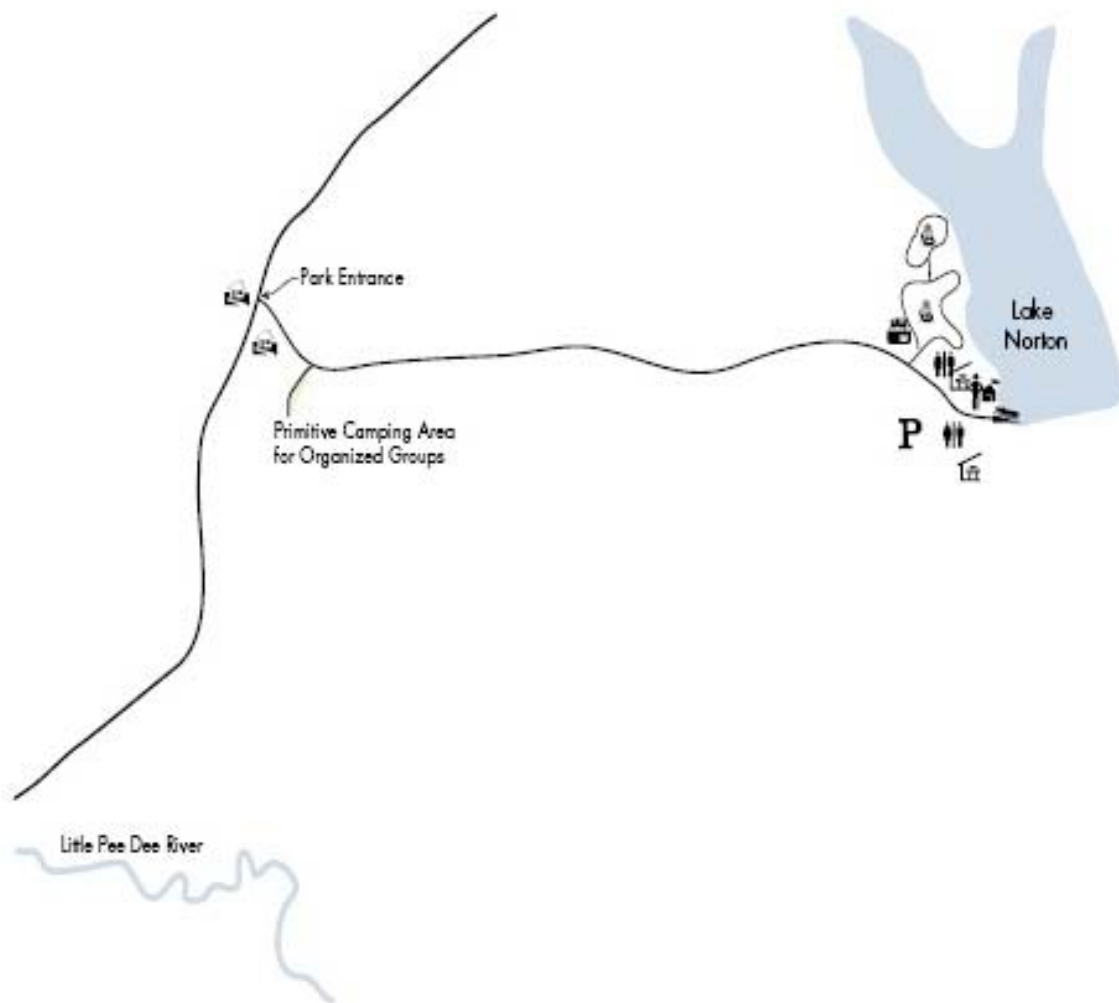 Park Entrance
Lake
Norton
Primitive Camping Area
for Organized Groups
P
Little Pee Dee River